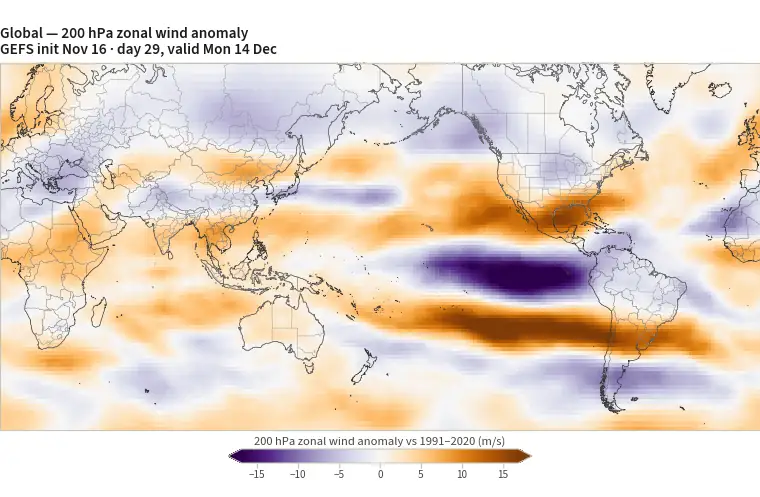 Global — 200 hPa zonal wind anomaly
GEFS init Nov 16 · day 29, valid Mon 14 Dec
200 hPa zonal wind anomaly vs 1991–2020 (m/s)
−15 −10 −5 0 5 10 15